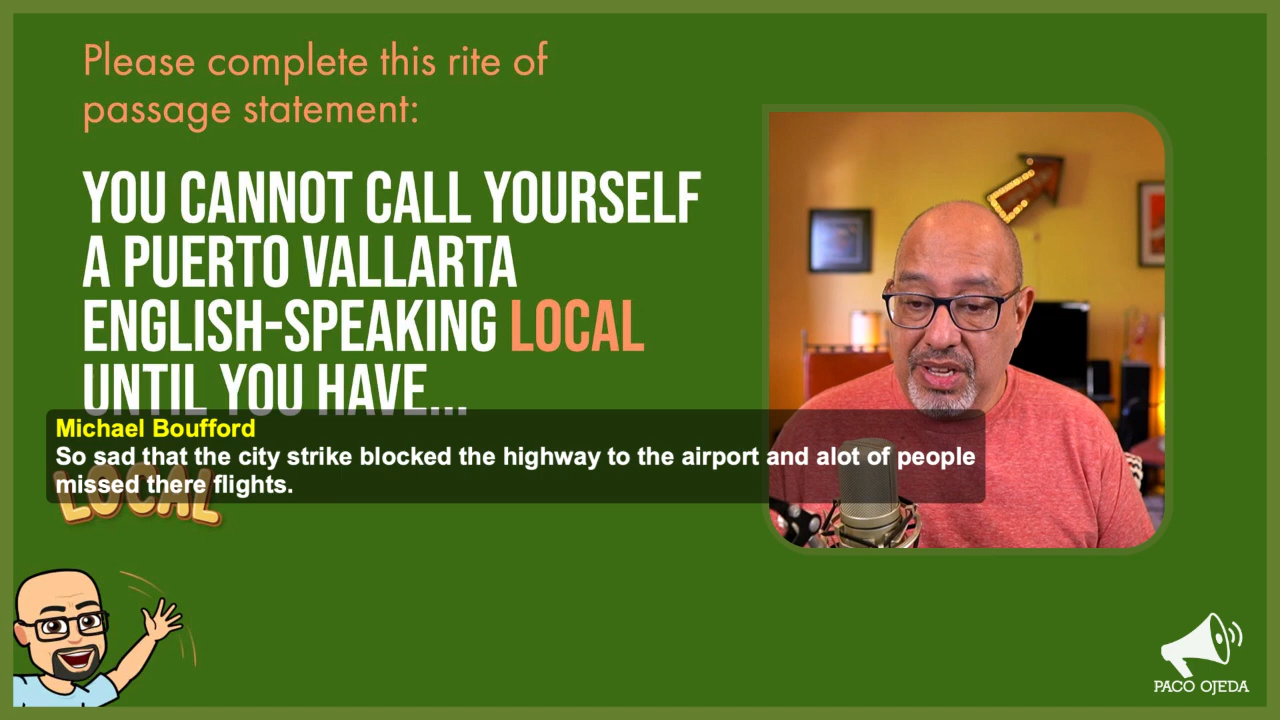 Please complete this rite of
passage statement:
YOU CANNOT CALL YOURSELF
A PUERTO VALLARTA
ENGLISH-SPEAKING LOCAL
UNTIL YOU HAVE...
Michael Boufford
So sad that the city strike blocked the highway to the airport and alot of people
missed there flights.
LOCAL
PACO OJEDA